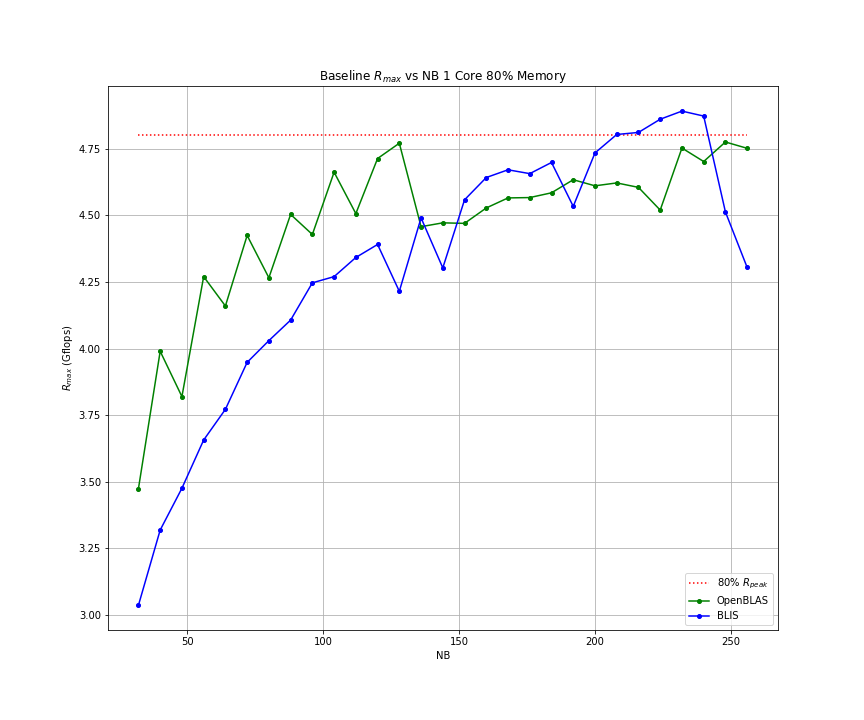 Baseline R_max vs NB 1 Core 80% Memory
R_max (Gflops)
4.75
4.50
4.25
4.00
3.75
3.50
3.25
3.00
50 100 150 200 250
NB
80% R_peak
OpenBLAS
BLIS